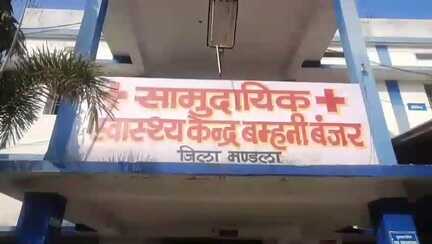 सामुदायिक
स्वास्थ्य केन्द्र बम्हनी बंजर
जिला मण्डला